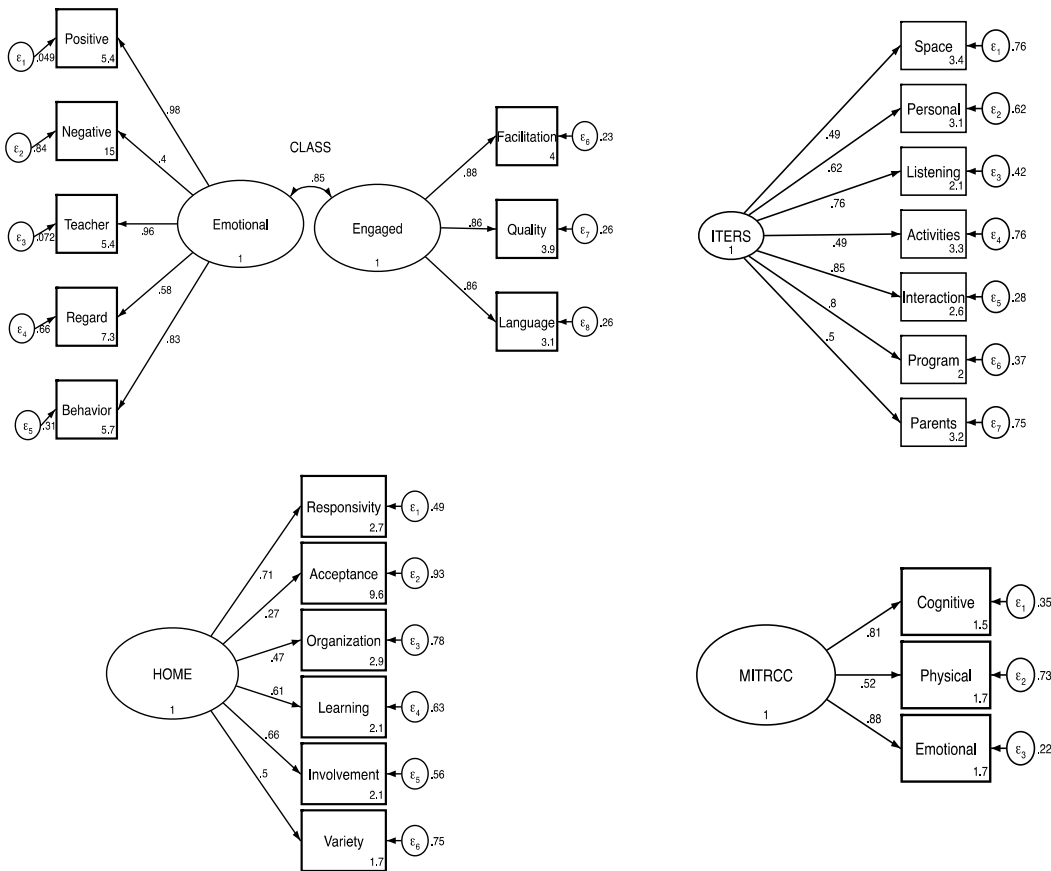 Positive
5.4
ε1
.049
.98
Negative
15
ε2
.84
.4
Teacher
5.4
ε3
.072
.96
Regard
7.3
ε4
.66
.58
Behavior
5.7
ε5
.31
.83
CLASS
.85
Emotional
1
Engaged
1
Facilitation
4
ε6
.23
.88
Quality
3.9
ε7
.26
.86
Language
3.1
ε8
.26
.86
ITERS
1
Space
3.4
ε1
.76
.49
Personal
3.1
ε2
.62
.62
Listening
2.1
ε3
.42
.76
Activities
3.3
ε4
.76
.49
Interaction
2.6
ε5
.28
.85
Program
2
ε6
.37
.8
Parents
3.2
ε7
.75
.5
HOME
1
Responsivity
2.7
ε1
.49
.71
Acceptance
9.6
ε2
.93
.27
Organization
2.9
ε3
.78
.47
Learning
2.1
ε4
.63
.61
Involvement
2.1
ε5
.56
.66
Variety
1.7
ε6
.75
.5
MITRCC
1
Cognitive
1.5
ε1
.35
.81
Physical
1.7
ε2
.73
.52
Emotional
1.7
ε3
.22
.88